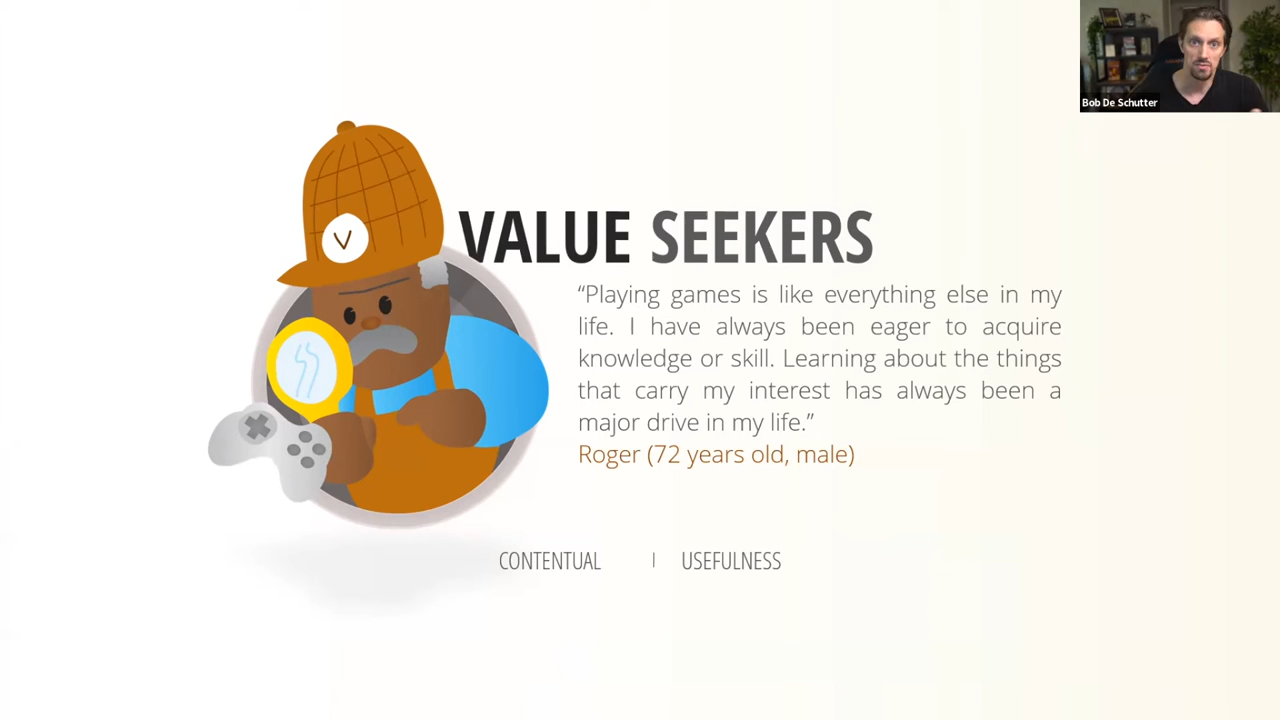 Bob De Schutter
V
VALUE SEEKERS
“Playing games is like everything else in my
life. I have always been eager to acquire
knowledge or skill. Learning about the things
that carry my interest has always been a
major drive in my life.”
Roger (72 years old, male)
CONTENTUAL | USEFULNESS